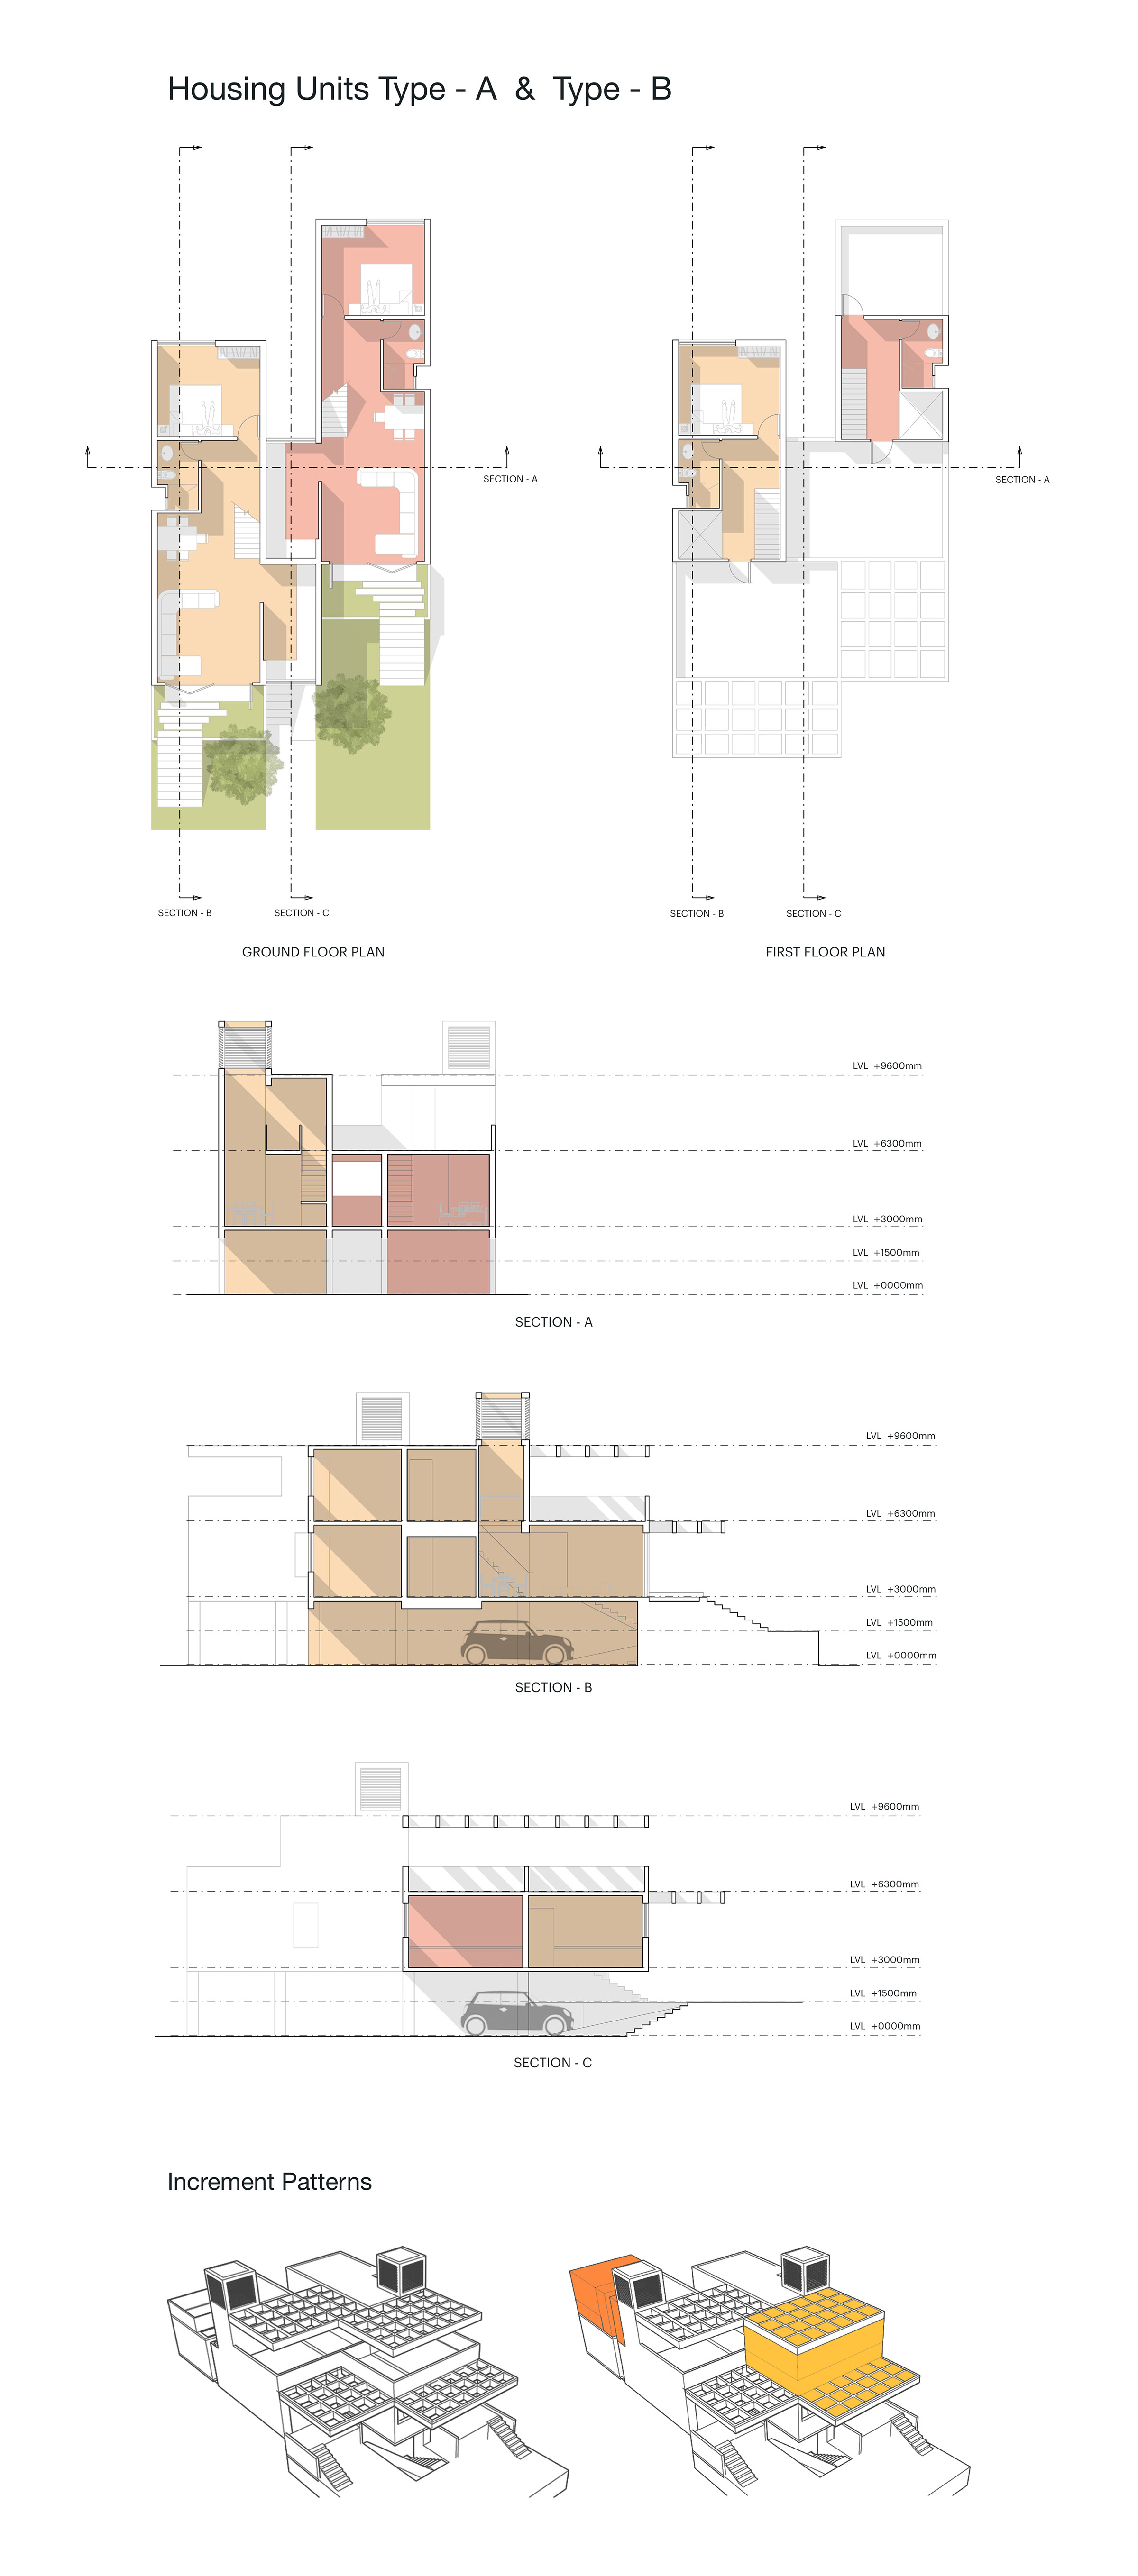 Housing Units Type - A & Type - B
SECTION - A
SECTION - A
SECTION - B
SECTION - C
SECTION - B
SECTION - C
GROUND FLOOR PLAN
FIRST FLOOR PLAN
LVL +9600mm
LVL +6300mm
LVL +3000mm
LVL +1500mm
LVL +0000mm
SECTION - A
LVL +9600mm
LVL +6300mm
LVL +3000mm
LVL +1500mm
LVL +0000mm
SECTION - B
LVL +9600mm
LVL +6300mm
LVL +3000mm
LVL +1500mm
LVL +0000mm
SECTION - C
Increment Patterns